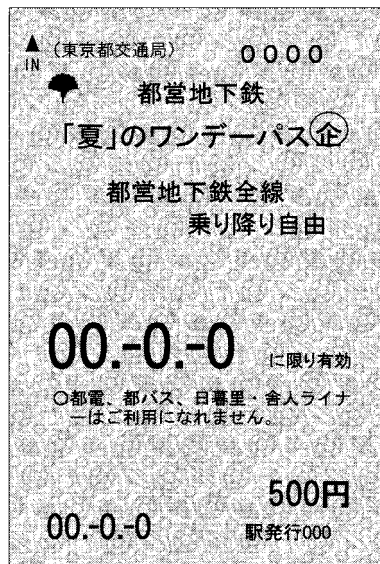 ▲ (東京都交通局) 0000
IN
都営地下鉄
「夏」のワンデーパス㊭
都営地下鉄全線
乗り降り自由
00.-0.-0 に限り有効
○都電、都バス、日暮里・舎人ライナ
ーはご利用になれません。
500円
00.-0.-0 駅発行000